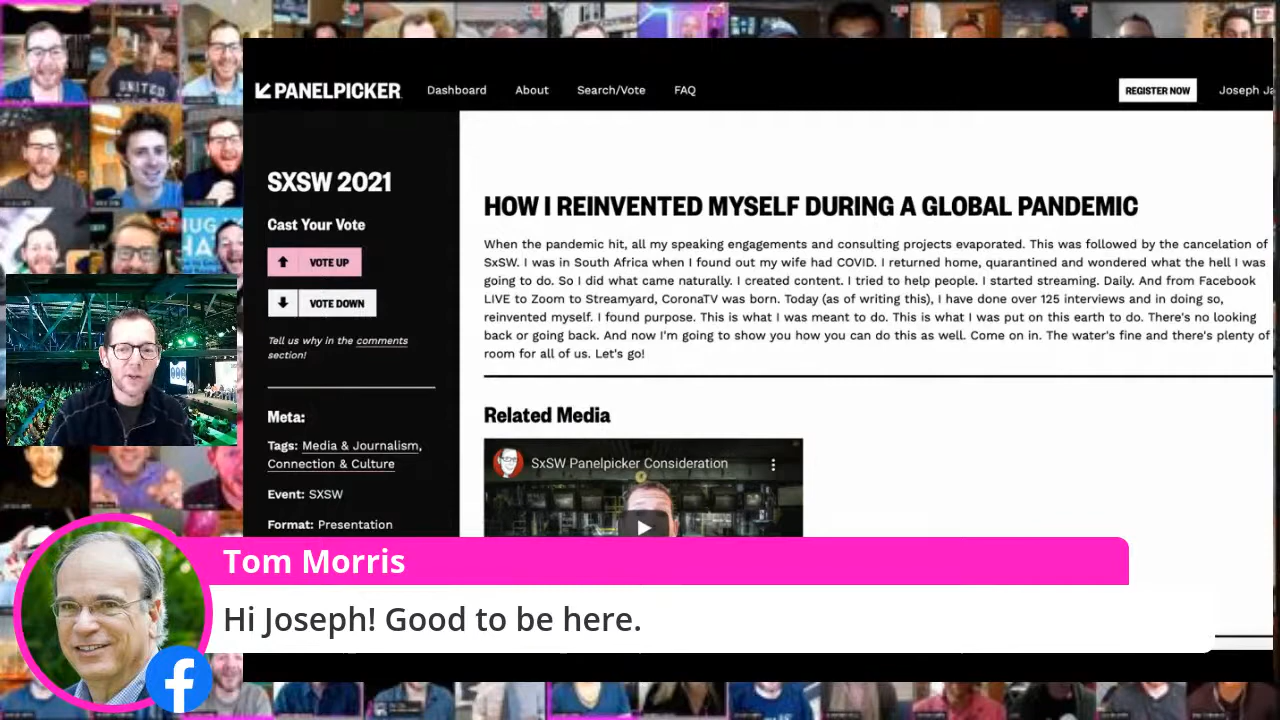 PANELPICKER
Dashboard
About
Search/Vote
FAQ
REGISTER NOW
Joseph Ja
SXSW 2021
Cast Your Vote
VOTE UP
VOTE DOWN
Tell us why in the comments
section!
Meta:
Tags: Media & Journalism,
Connection & Culture
Event: SXSW
Format: Presentation
HOW I REINVENTED MYSELF DURING A GLOBAL PANDEMIC
When the pandemic hit, all my speaking engagements and consulting projects evaporated. This was followed by the cancelation of
SxSW. I was in South Africa when I found out my wife had COVID. I returned home, quarantined and wondered what the hell I was
going to do. So I did what came naturally. I created content. I tried to help people. I started streaming. Daily. And from Facebook
LIVE to Zoom to Streamyard, CoronaTV was born. Today (as of writing this), I have done over 125 interviews and in doing so,
reinvented myself. I found purpose. This is what I was meant to do. This is what I was put on this earth to do. There's no looking
back or going back. And now I'm going to show you how you can do this as well. Come on in. The water's fine and there's plenty of
room for all of us. Let's go!
Related Media
SxSW Panelpicker Consideration
Tom Morris
Hi Joseph! Good to be here.
UNITED